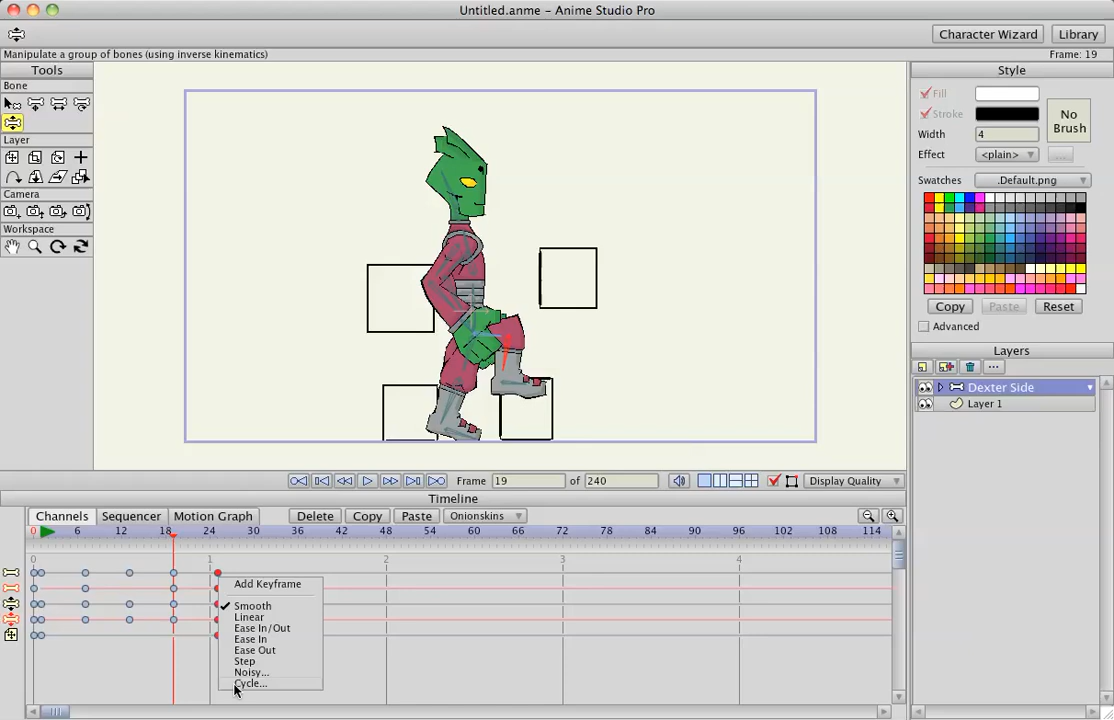 Untitled.anme – Anime Studio Pro
Character Wizard
Library
Manipulate a group of bones (using inverse kinematics)
Frame: 19
Tools
Bone
Layer
Camera
Workspace
Style
Fill
Stroke
Width
4
No
Brush
Effect
<plain>
Swatches
.Default.png
Copy
Paste
Reset
Advanced
Layers
Dexter Side
Layer 1
Frame
19
of
240
Display Quality
Timeline
Channels
Sequencer
Motion Graph
Delete
Copy
Paste
Onionskins
0 6 12 18 24 30 36 42 48 54 60 66 72 78 84 90 96 102 108 114
0 1 2 3 4
Add Keyframe
Smooth
Linear
Ease In/Out
Ease In
Ease Out
Step
Noisy...
Cycle...